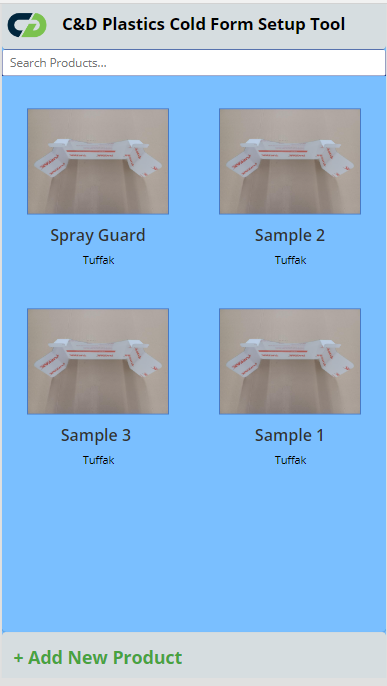 C&D Plastics Cold Form Setup Tool
Search Products...
Spray Guard
Sample 2
Tuffak
Tuffak
Sample 3
Sample 1
Tuffak
Tuffak
+ Add New Product